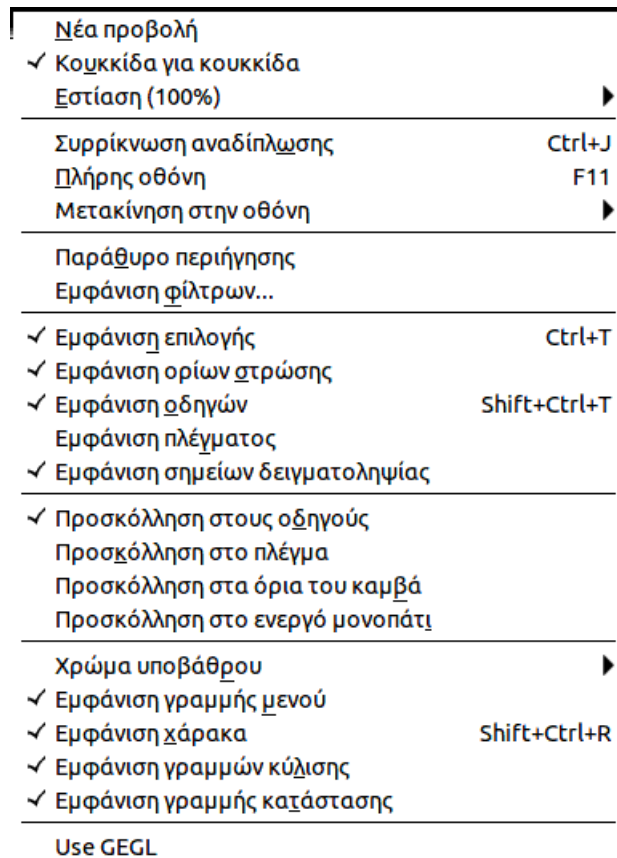 Νέα προβολή
✓ Κουκκίδα για κουκκίδα
Εστίαση (100%)
Συρρίκνωση αναδίπλωσης Ctrl+J
Πλήρης οθόνη F11
Μετακίνηση στην οθόνη
Παράθυρο περιήγησης
Εμφάνιση φίλτρων...
✓ Εμφάνιση επιλογής Ctrl+T
✓ Εμφάνιση ορίων στρώσης
✓ Εμφάνιση οδηγών Shift+Ctrl+T
Εμφάνιση πλέγματος
✓ Εμφάνιση σημείων δειγματοληψίας
✓ Προσκόλληση στους οδηγούς
Προσκόλληση στο πλέγμα
Προσκόλληση στα όρια του καμβά
Προσκόλληση στο ενεργό μονοπάτι
Χρώμα υποβάθρου
✓ Εμφάνιση γραμμής μενού
✓ Εμφάνιση χάρακα Shift+Ctrl+R
✓ Εμφάνιση γραμμών κύλισης
✓ Εμφάνιση γραμμής κατάστασης
Use GEGL